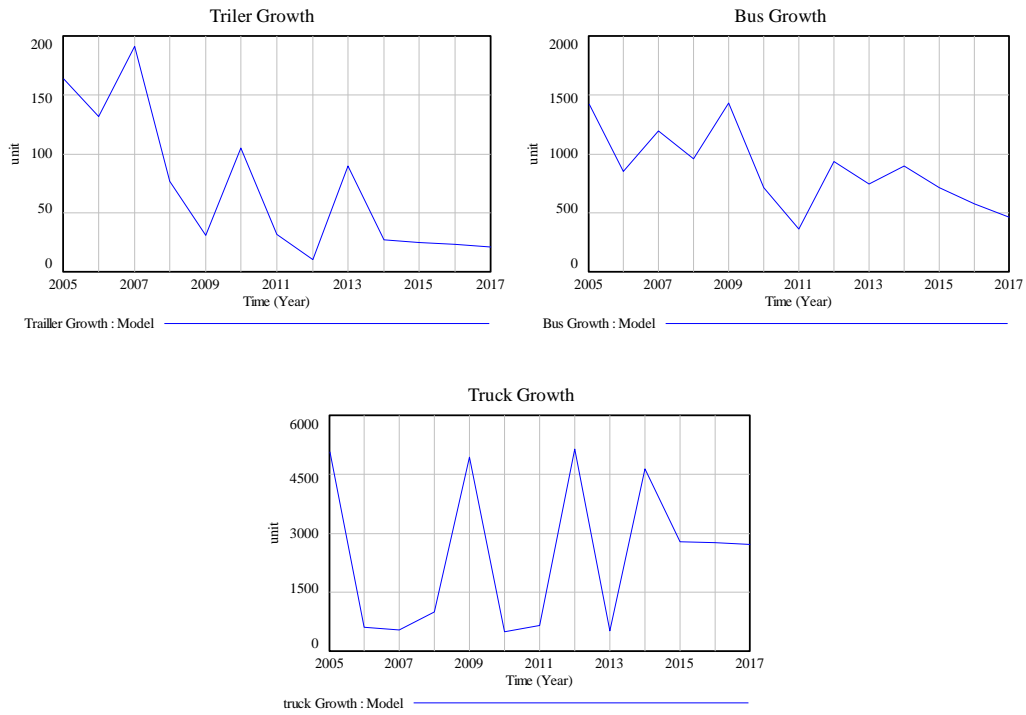 Triler Growth
200
150
100
50
0
unit
2005 2007 2009 2011 2013 2015 2017
Time (Year)
Trailler Growth : Model
Bus Growth
2000
1500
1000
500
0
unit
2005 2007 2009 2011 2013 2015 2017
Time (Year)
Bus Growth : Model
Truck Growth
6000
4500
3000
1500
0
unit
2005 2007 2009 2011 2013 2015 2017
Time (Year)
truck Growth : Model